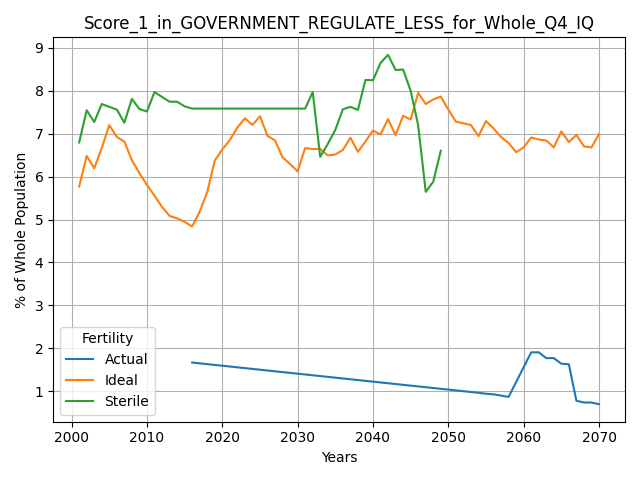 Score_1_in_GOVERNMENT_REGULATE_LESS_for_Whole_Q4_IQ
% of Whole Population
9
8
7
6
5
4
3
2
1
Fertility
Actual
Ideal
Sterile
2000 2010 2020 2030 2040 2050 2060 2070
Years